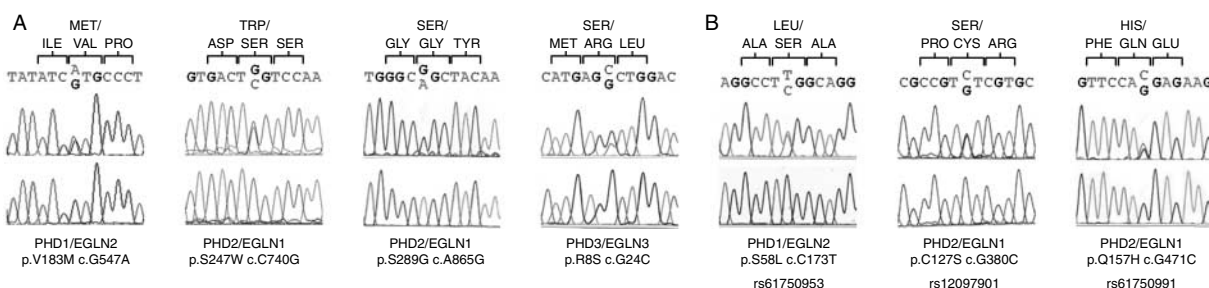 A
MET/
ILE VAL PRO
TATATC A/G TGCCCT
PHD1/EGLN2
p.V183M c.G547A
TRP/
ASP SER SER
GTGACT G/C GTCCAA
PHD2/EGLN1
p.S247W c.C740G
SER/
GLY GLY TYR
TGGGC G/A GCTACAA
PHD2/EGLN1
p.S289G c.A865G
SER/
MET ARG LEU
CATGAG C/G CTGGAC
PHD3/EGLN3
p.R8S c.G24C
B
LEU/
ALA SER ALA
AGGCCT T/C GGCAGG
PHD1/EGLN2
p.S58L c.C173T
rs61750953
SER/
PRO CYS ARG
CGCCGT C/G TCGTGC
PHD2/EGLN1
p.C127S c.G380C
rs12097901
HIS/
PHE GLN GLU
GTTCCA C/G GAGAAG
PHD2/EGLN1
p.Q157H c.G471C
rs61750991